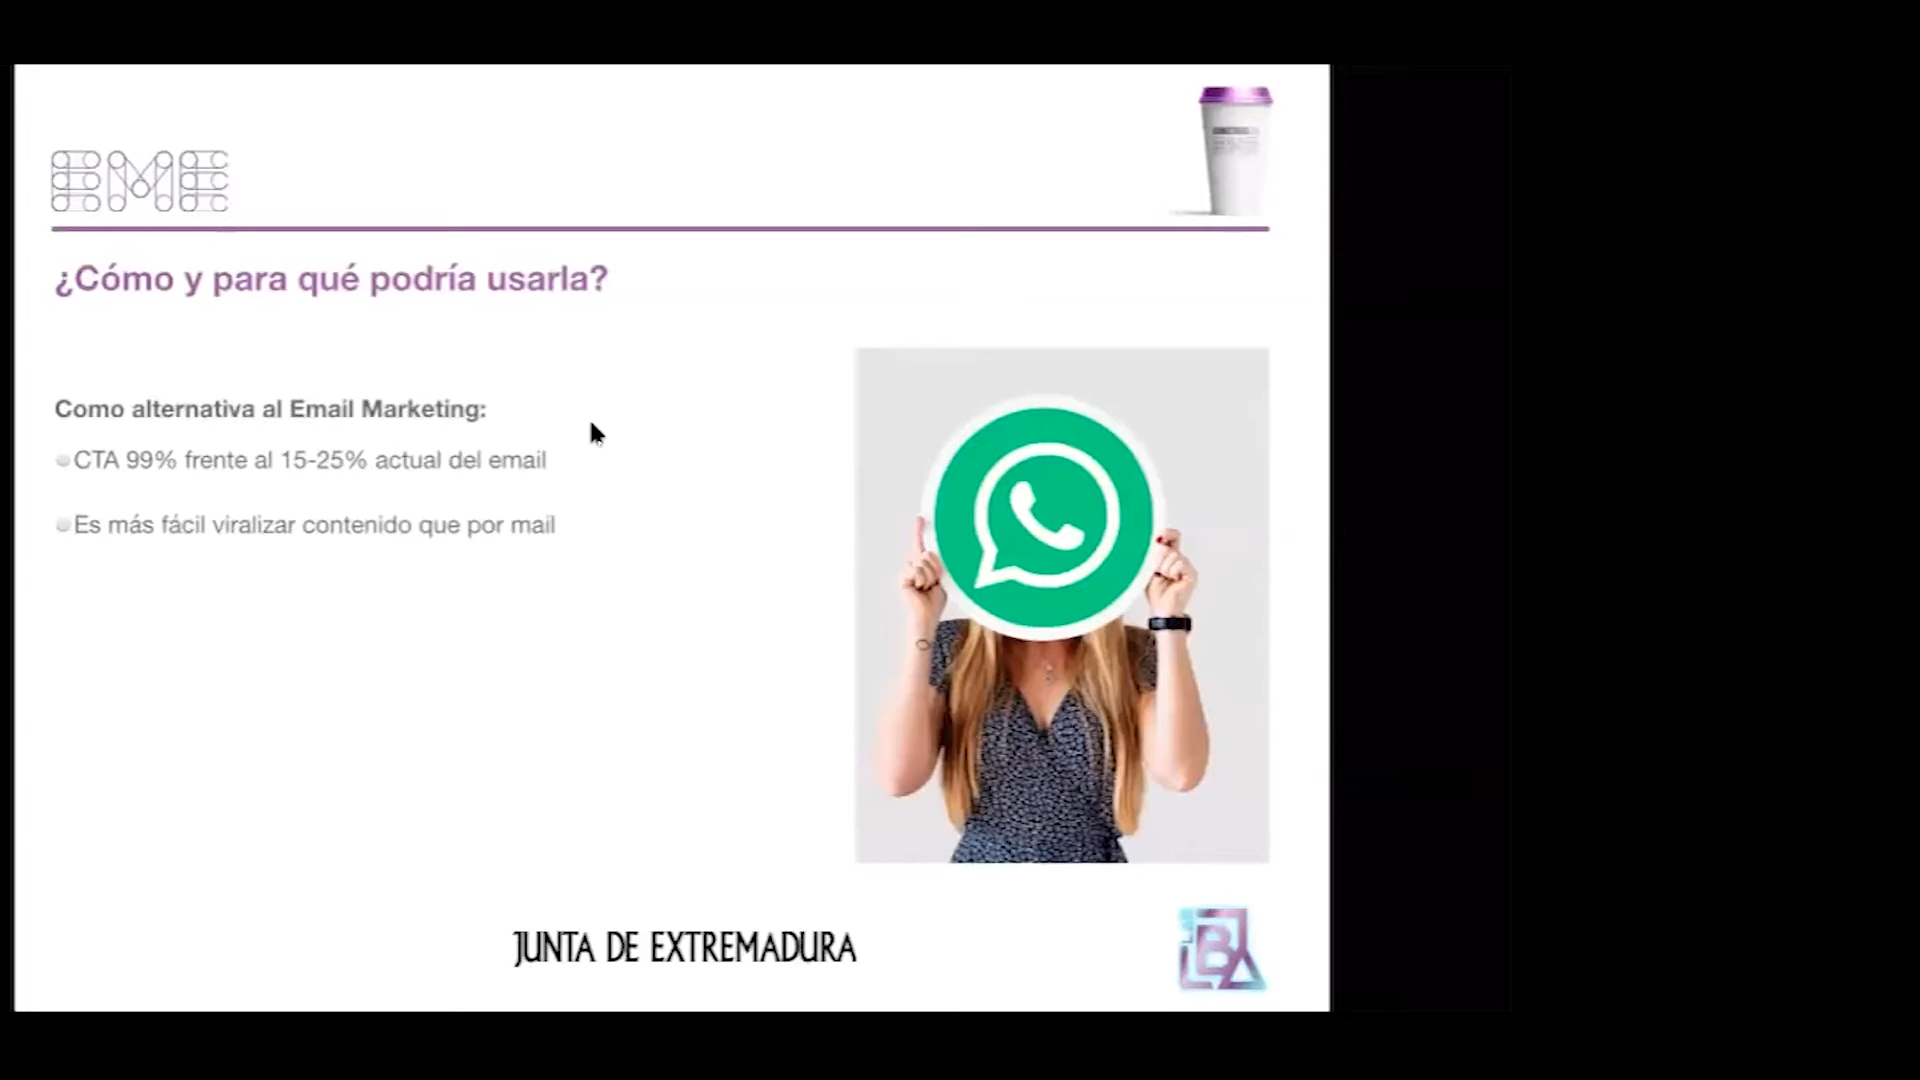 EME
¿Cómo y para qué podría usarla?
Como alternativa al Email Marketing:
CTA 99% frente al 15-25% actual del email
Es más fácil viralizar contenido que por mail
JUNTA DE EXTREMADURA